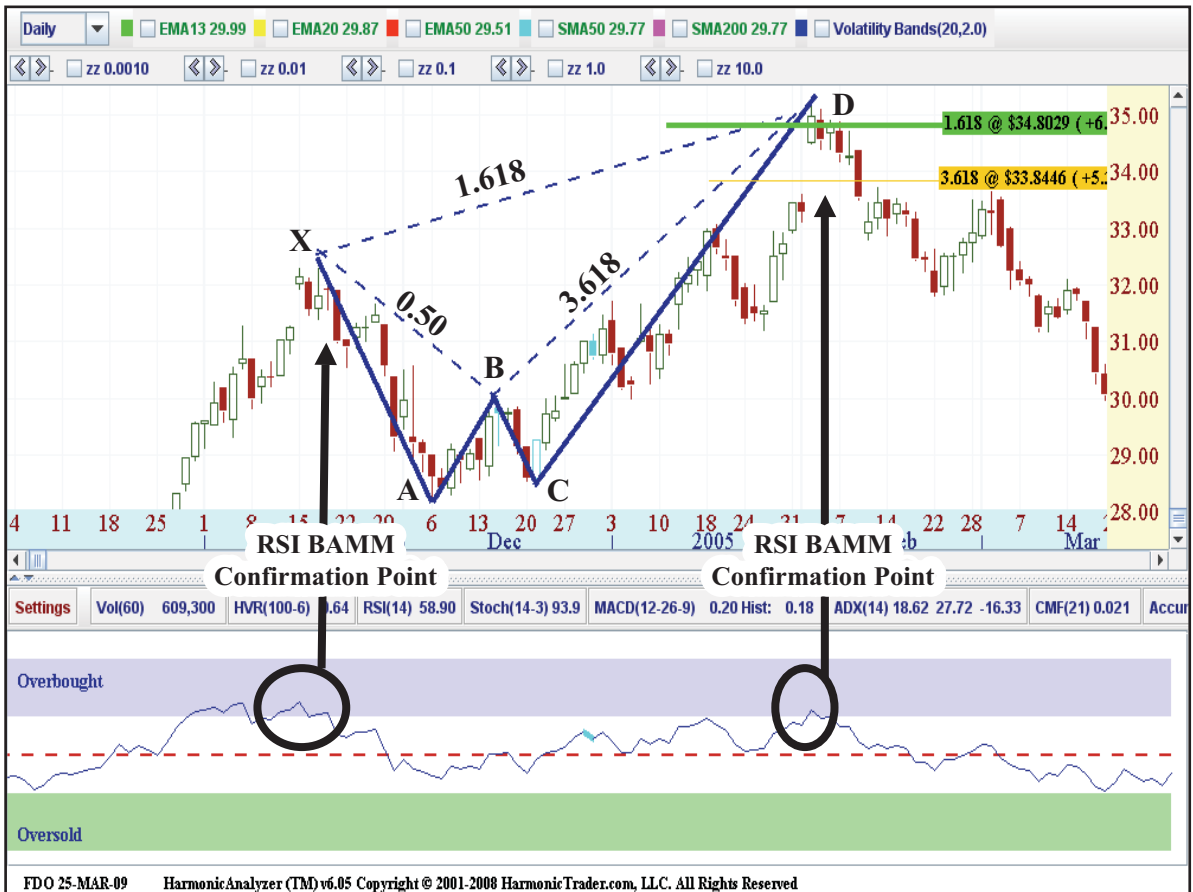 Daily EMA13 29.99 EMA20 29.87 EMA50 29.51 SMA50 29.77 SMA200 29.77 Volatility Bands(20,2.0)
zz 0.0010 zz 0.01 zz 0.1 zz 1.0 zz 10.0
D
35.00
1.618 @ $34.8029 ( +6.
1.618
34.00
3.618 @ $33.8446 ( +5.
X
33.00
3.618
0.50
32.00
31.00
B
30.00
29.00
A
C
28.00
4 11 18 25 1 8 15 22 29 6 13 20 27 3 10 18 24 31 7 14 22 28 7 14
Dec 2005 eb Mar
RSI BAMM
Confirmation Point
RSI BAMM
Confirmation Point
Settings Vol(60) 609,300 HVR(100-6) .64 RSI(14) 58.90 Stoch(14-3) 93.9 MACD(12-26-9) 0.20 Hist: 0.18 ADX(14) 18.62 27.72 -16.33 CMF(21) 0.021 Accur
Overbought
Oversold
FDO 25-MAR-09 HarmonicAnalyzer (TM) v6.05 Copyright © 2001-2008 HarmonicTrader.com, LLC. All Rights Reserved